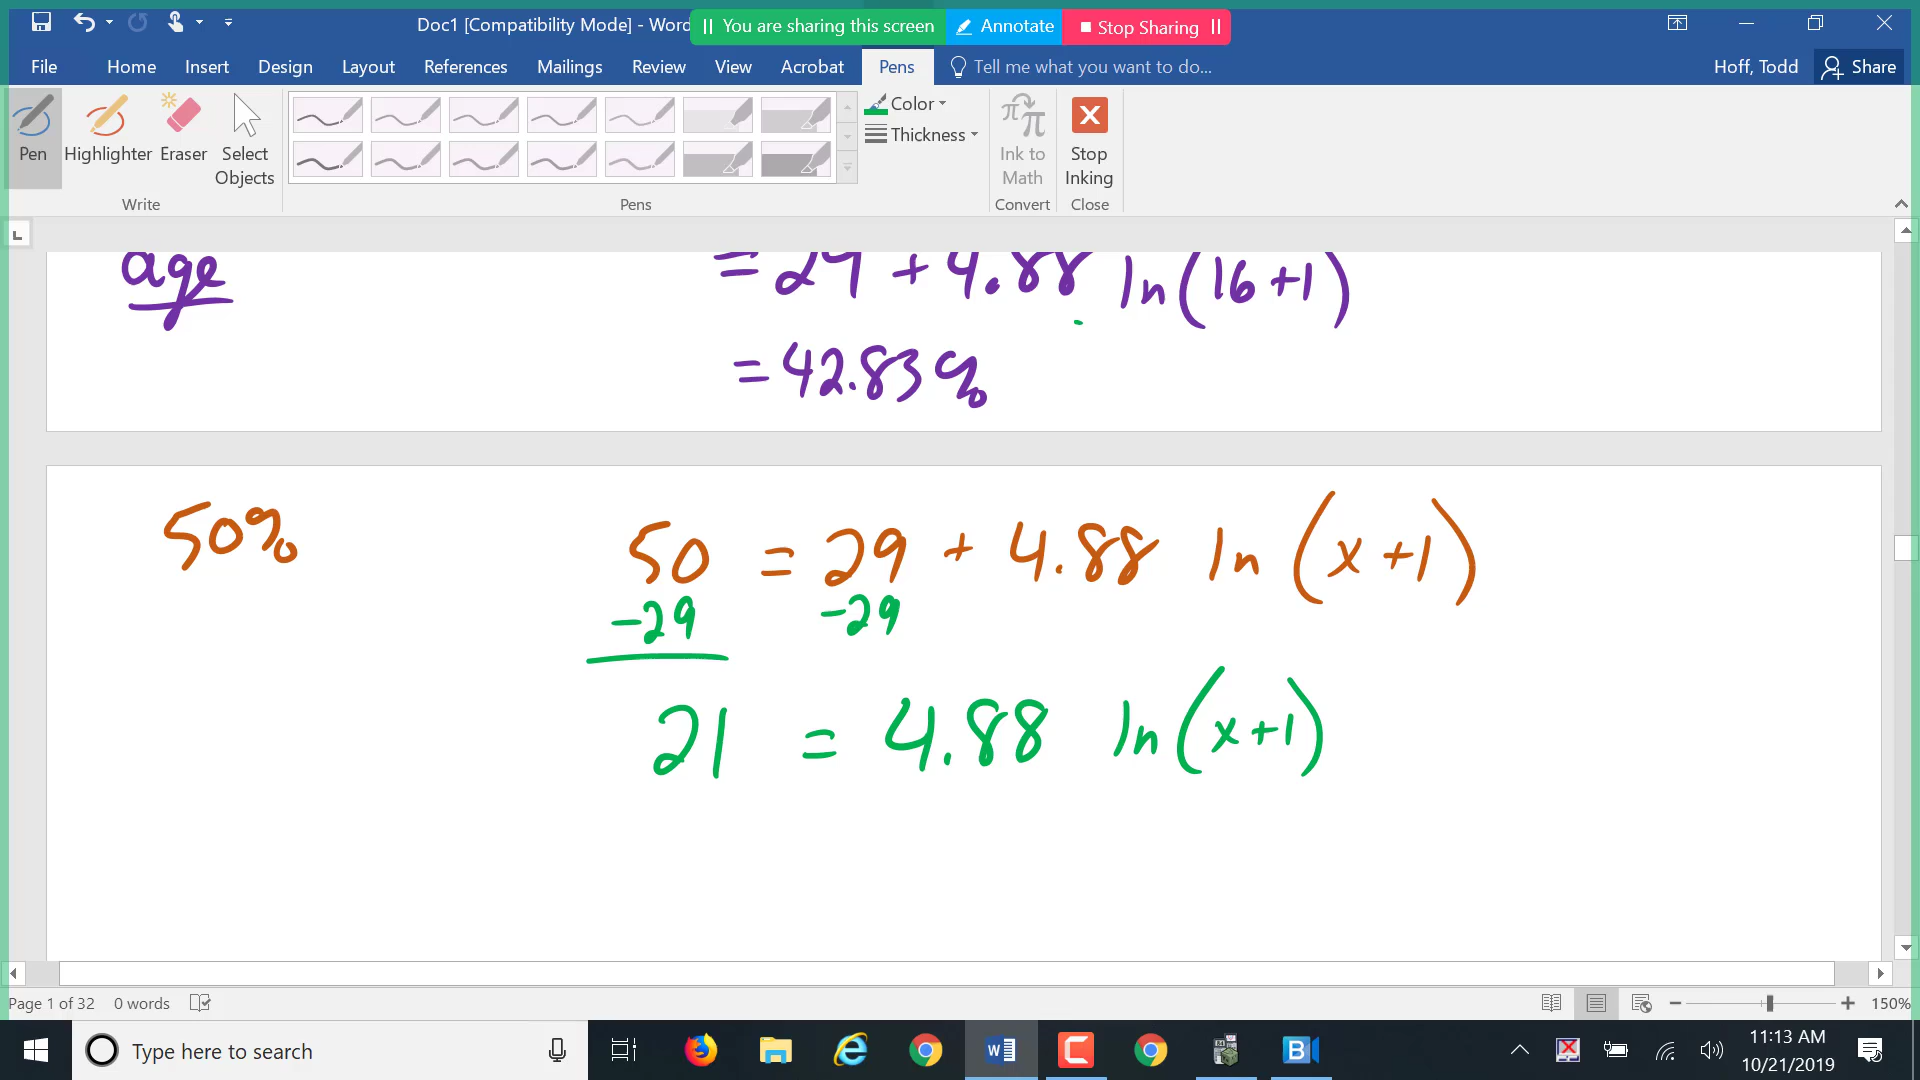 Doc1 [Compatibility Mode] - Word
You are sharing this screen
Annotate
Stop Sharing
File Home Insert Design Layout References Mailings Review View Acrobat Pens Tell me what you want to do... Hoff, Todd Share
Pen Highlighter Eraser Select Objects
Color
Thickness
Ink to Math
Stop Inking
Write Pens Convert Close
age = 29 + 4.88 ln(16+1)
= 42.83%
50% 50 = 29 + 4.88 ln(x+1)
-29 -29
21 = 4.88 ln(x+1)
Page 1 of 32 0 words 150%
Type here to search 11:13 AM
10/21/2019